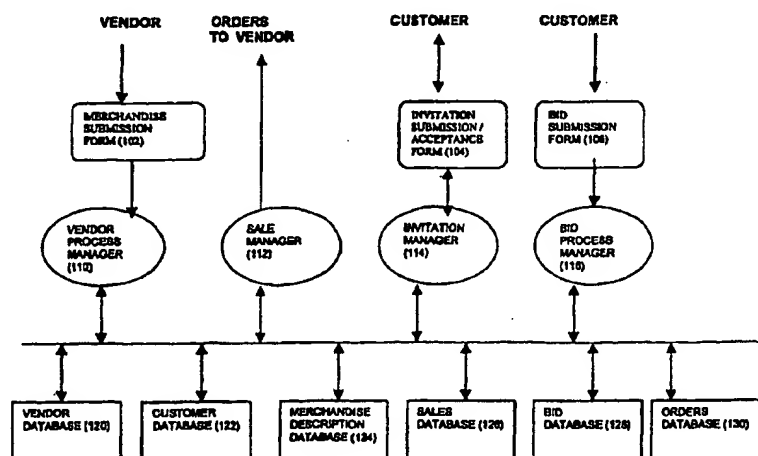 VENDOR
ORDERS
TO VENDOR
CUSTOMER
CUSTOMER
MERCHANDISE
SUBMISSION
FORM (102)
INVITATION
SUBMISSION /
ACCEPTANCE
FORM (104)
BID
SUBMISSION
FORM (106)
VENDOR
PROCESS
MANAGER
(110)
SALE
MANAGER
(112)
INVITATION
MANAGER
(114)
BID
PROCESS
MANAGER
(116)
VENDOR
DATABASE (120)
CUSTOMER
DATABASE (122)
MERCHANDISE
DESCRIPTION
DATABASE (124)
SALES
DATABASE (126)
BID
DATABASE (128)
ORDERS
DATABASE (130)